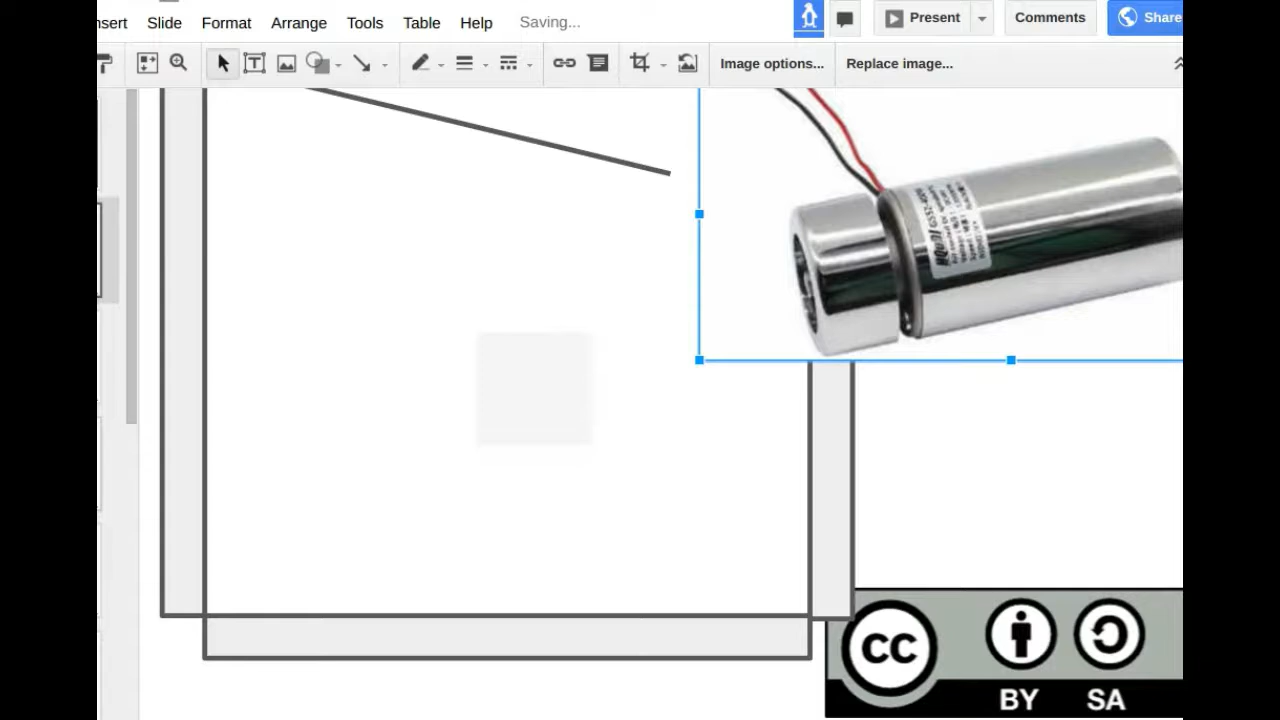 nsert Slide Format Arrange Tools Table Help Saving...
Present Comments Share
Image options... Replace image...
CC
BY SA